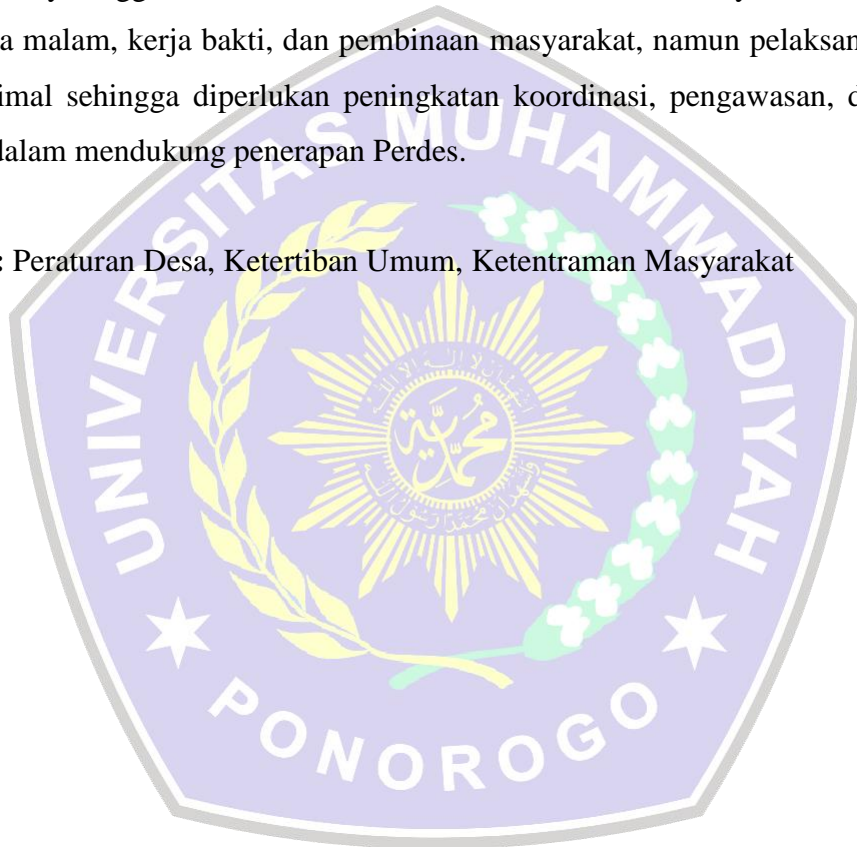 a malam, kerja bakti, dan pembinaan masyarakat, namun pelaksan
imal sehingga diperlukan peningkatan koordinasi, pengawasan, d
dalam mendukung penerapan Perdes.
: Peraturan Desa, Ketertiban Umum, Ketentraman Masyarakat
UNIVERSITAS MUHAMMADIYAH
محمدية
PONOROGO